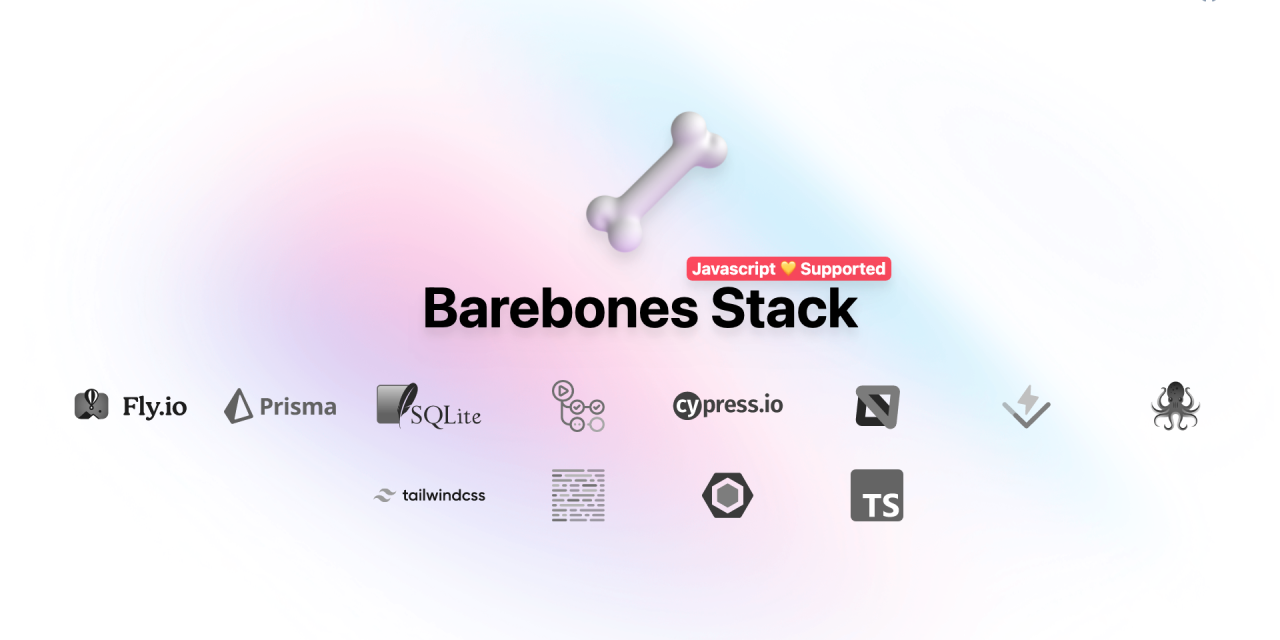 Javascript 💛 Supported
Barebones Stack
Fly.io
Prisma
SQLite
cypress.io
tailwindcss
TS